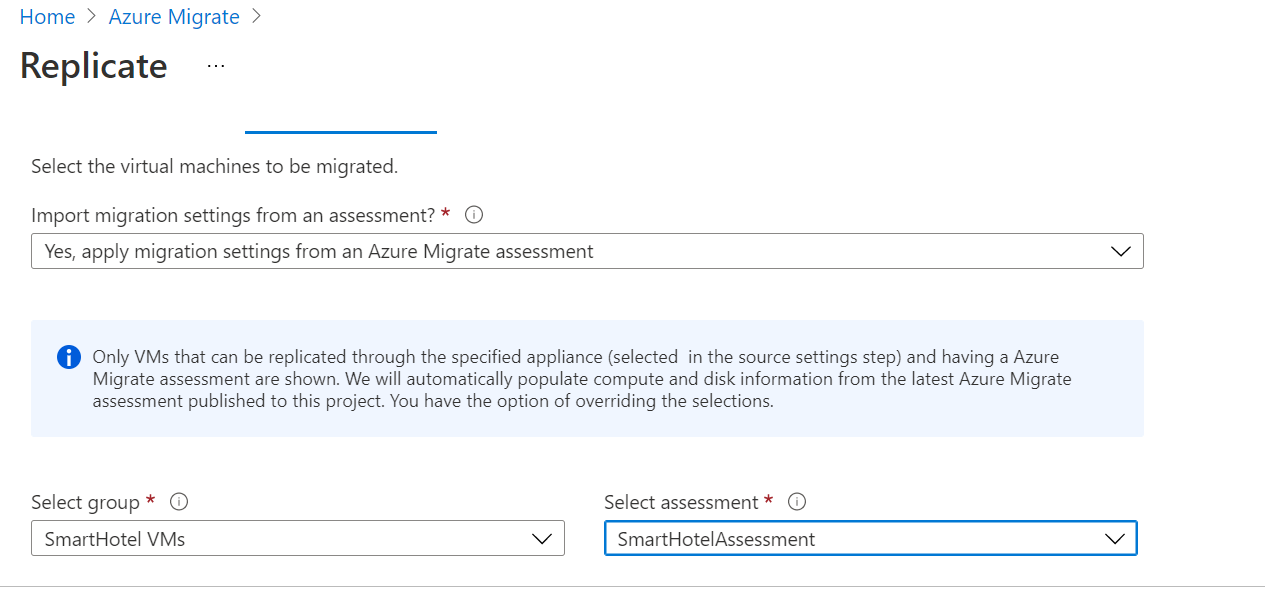 Home > Azure Migrate >
Replicate ...
Select the virtual machines to be migrated.
Import migration settings from an assessment? *
Yes, apply migration settings from an Azure Migrate assessment
Only VMs that can be replicated through the specified appliance (selected in the source settings step) and having a Azure
Migrate assessment are shown. We will automatically populate compute and disk information from the latest Azure Migrate
assessment published to this project. You have the option of overriding the selections.
Select group *
SmartHotel VMs
Select assessment *
SmartHotelAssessment